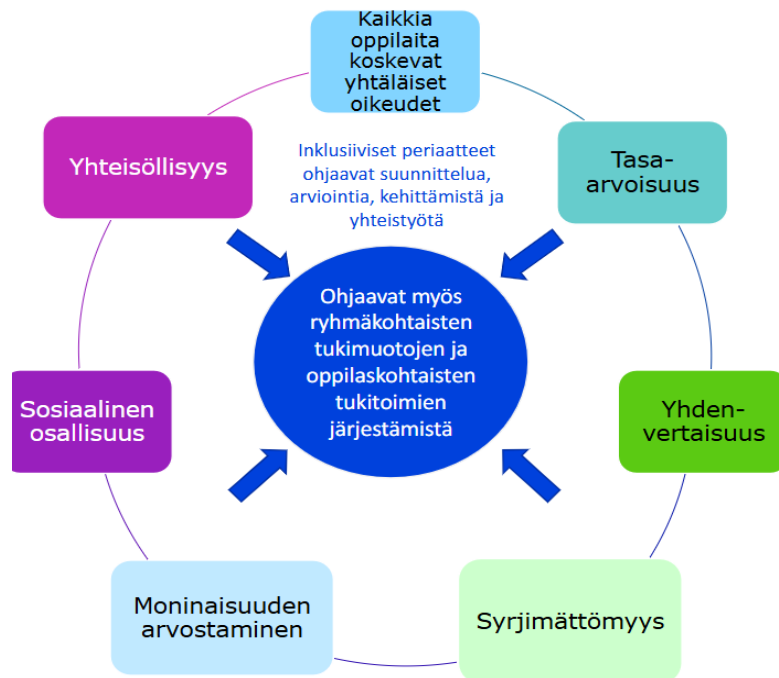 Kaikkia
oppilaita
koskevat
yhtäläiset
oikeudet
Yhteisöllisyys
Inklusiiviset periaatteet
ohjaavat suunnittelua,
arviointia, kehittämistä ja
yhteistyötä
Tasa-
arvoisuus
Ohjaavat myös
ryhmäkohtaisten
tukimuotojen ja
oppilaskohtaisten
tukitoimien
järjestämistä
Sosiaalinen
osallisuus
Yhden-
vertaisuus
Moninaisuuden
arvostaminen
Syrjimättömyys